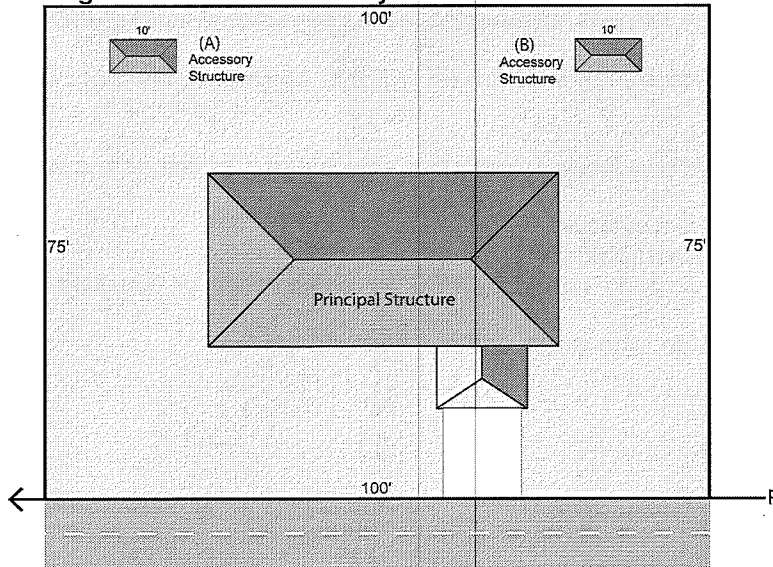 100'
10'
(A)
Accessory
Structure
10'
(B)
Accessory
Structure
75'
75'
Principal Structure
100'